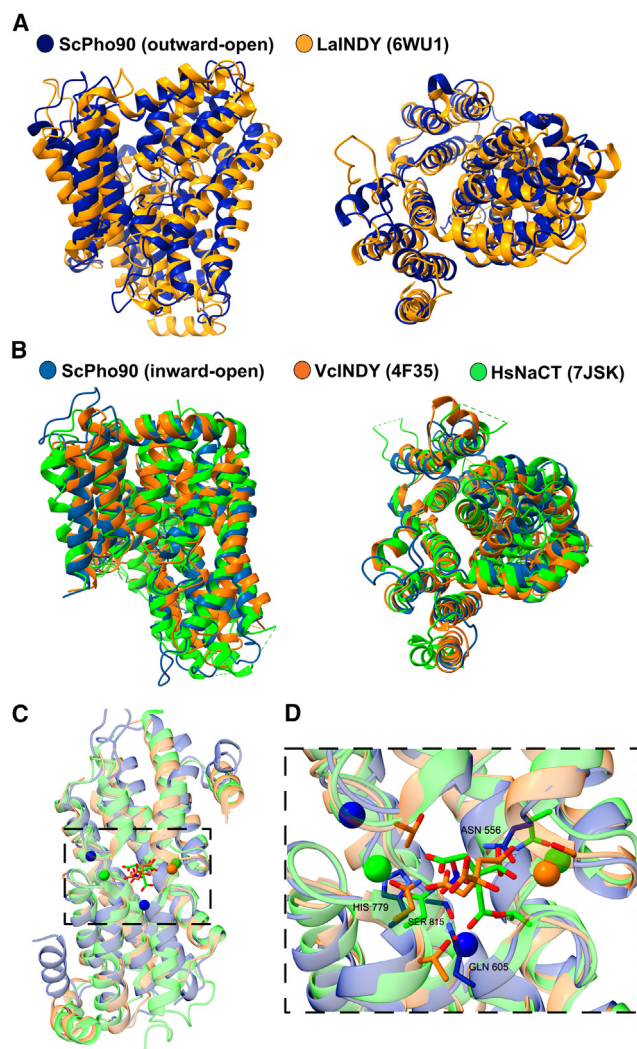 A
ScPho90 (outward-open) LaINDY (6WU1)
B
ScPho90 (inward-open) VcINDY (4F35) HsNaCT (7JSK)
C D
ASN 556
HIS 779
SER 815
GLN 605